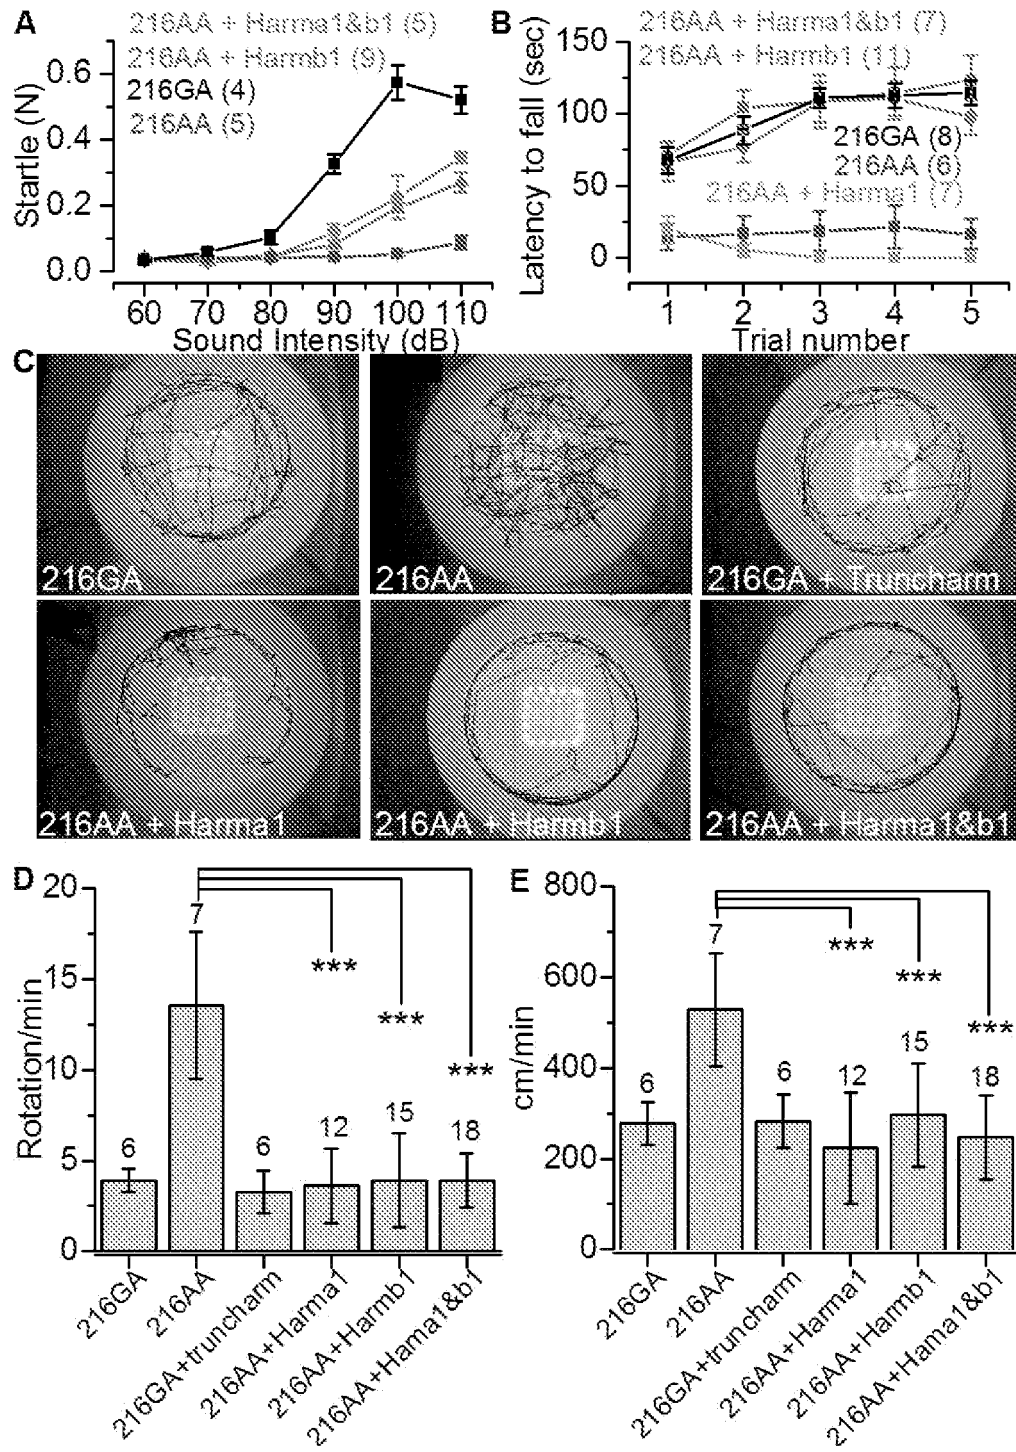 A
216AA + Harma1&b1 (5)
216AA + Harmb1 (9)
216GA (4)
216AA (5)
Startle (N)
0.6
0.4
0.2
0.0
60 70 80 90 100 110
Sound Intensity (dB)
B
216AA + Harma1&b1 (7)
216AA + Harmb1 (11)
216GA (8)
216AA (6)
216AA + Harma1 (7)
Latency to fall (sec)
150
100
50
0
1 2 3 4 5
Trial number
C
216GA
216AA
216GA + Truncharm
216AA + Harma1
216AA + Harmb1
216AA + Harma1&b1
D
Rotation/min
20
15
10
5
0
6
7
6
12
15
18
***
***
***
216GA
216AA
216GA+truncharm
216AA+Harma1
216AA+Harmb1
216AA+Hama1&b1
E
cm/min
800
600
400
200
0
6
7
6
12
15
18
***
***
***
216GA
216AA
216GA+truncharm
216AA+Harma1
216AA+Harmb1
216AA+Hama1&b1